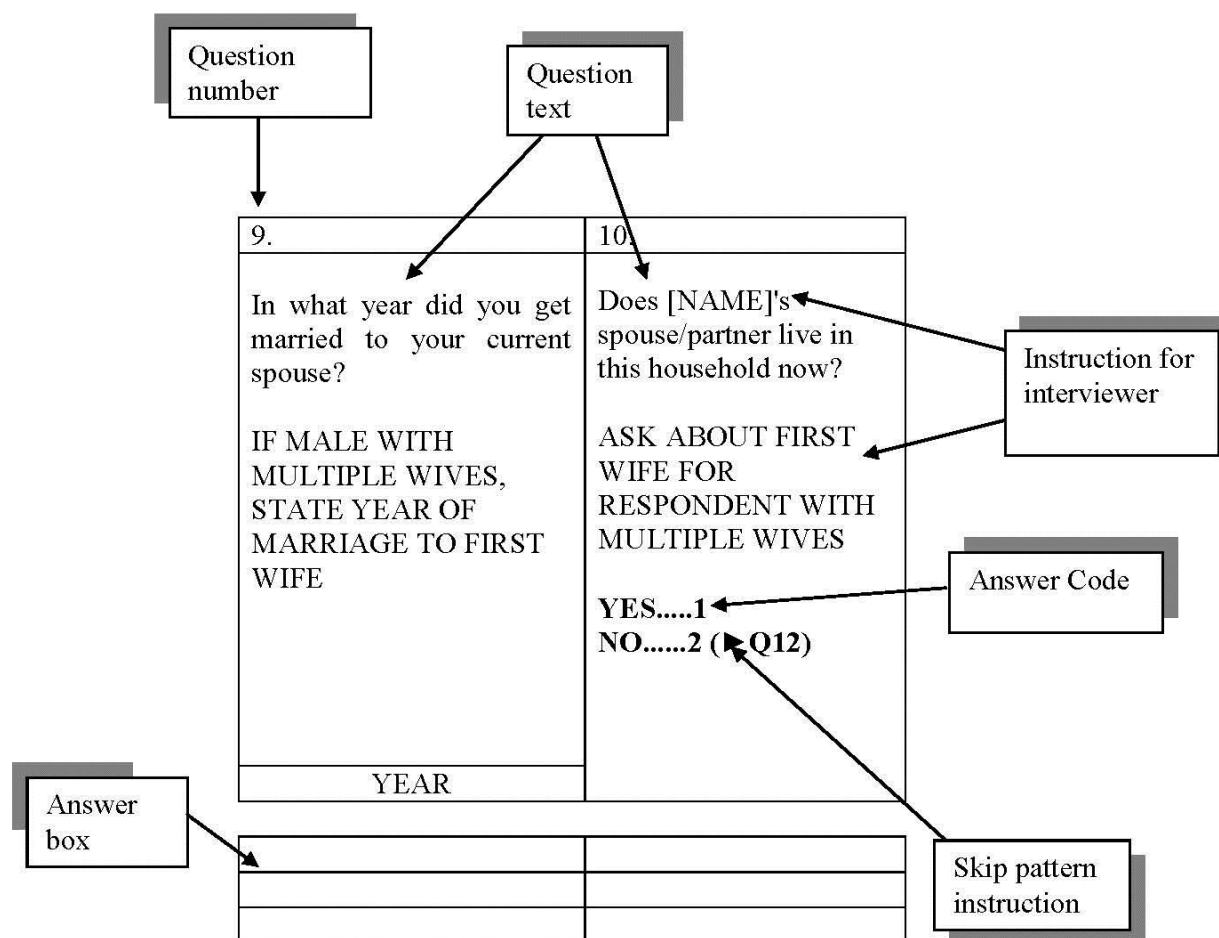 Question
number
Question
text
9.
10.
In what year did you get
married to your current
spouse?
IF MALE WITH
MULTIPLE WIVES,
STATE YEAR OF
MARRIAGE TO FIRST
WIFE
YEAR
Does [NAME]'s
spouse/partner live in
this household now?
ASK ABOUT FIRST
WIFE FOR
RESPONDENT WITH
MULTIPLE WIVES
YES.....1
NO......2 (▶Q12)
Instruction for
interviewer
Answer Code
Answer
box
Skip pattern
instruction